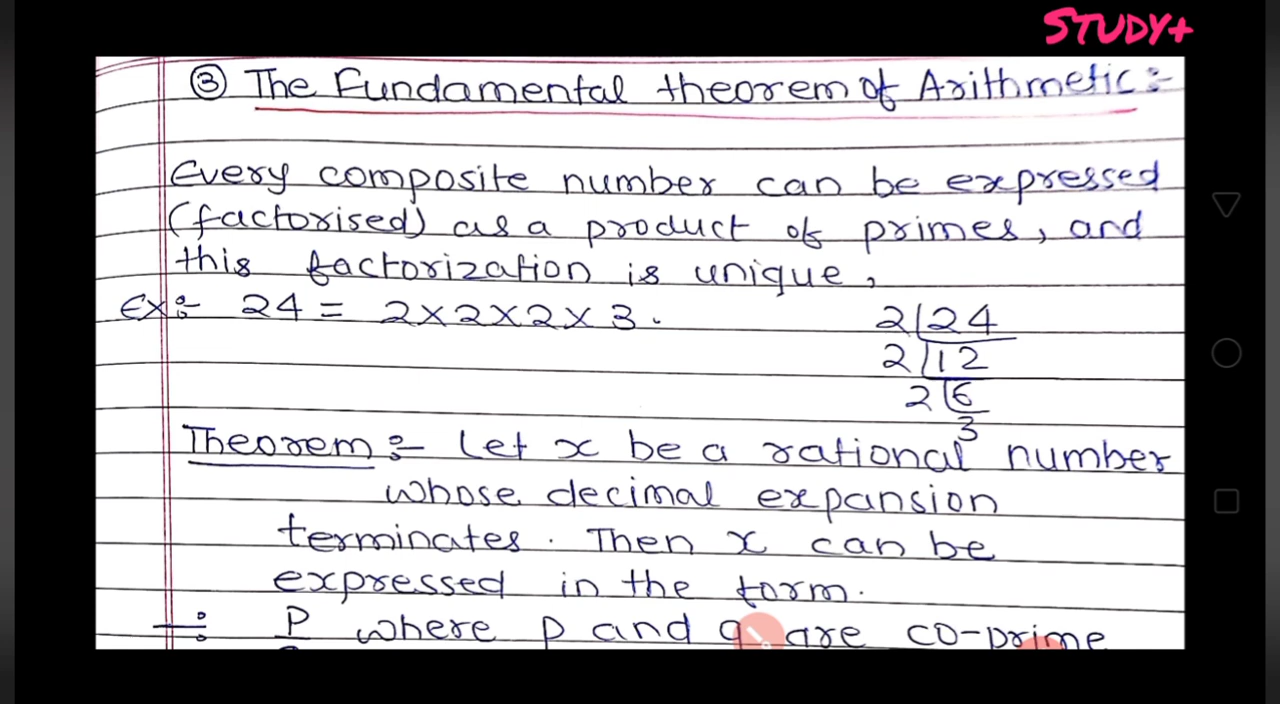 STUDY+
③ The Fundamental theorem of Arithmetic :-
Every composite number can be expressed
(factorised) as a product of primes, and
this factorization is unique,
Ex:- 24 = 2×2×2×3.
2|24
2|12
2|6
3
Theorem :- Let x be a rational number
whose decimal expansion
terminates. Then x can be
expressed in the form.
÷ P where p and q are co-prime